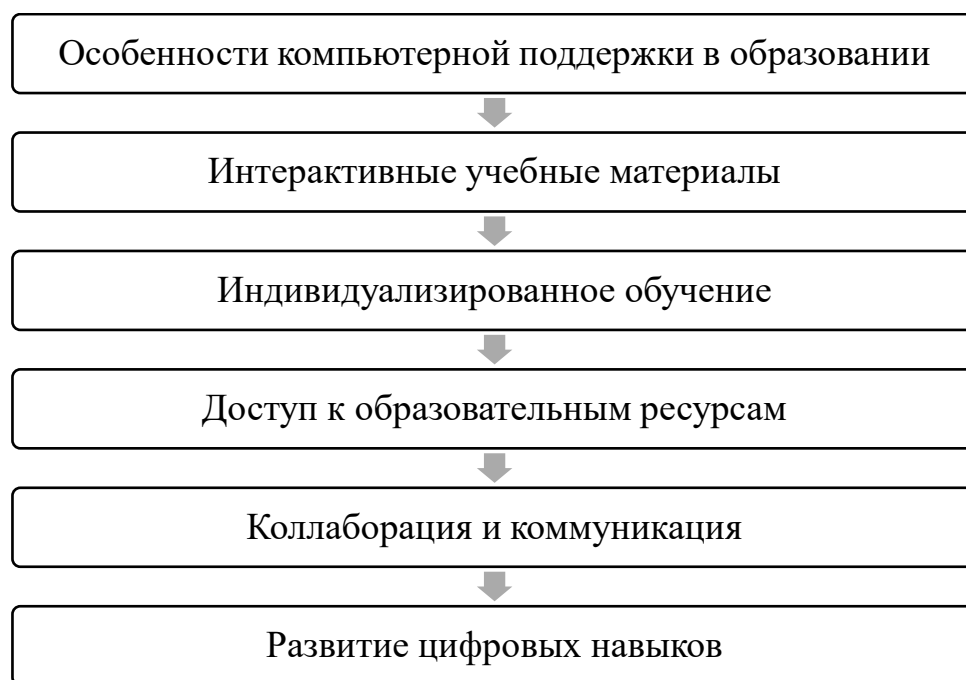 Особенности компьютерной поддержки в образовании
Интерактивные учебные материалы
Индивидуализированное обучение
Доступ к образовательным ресурсам
Коллаборация и коммуникация
Развитие цифровых навыков